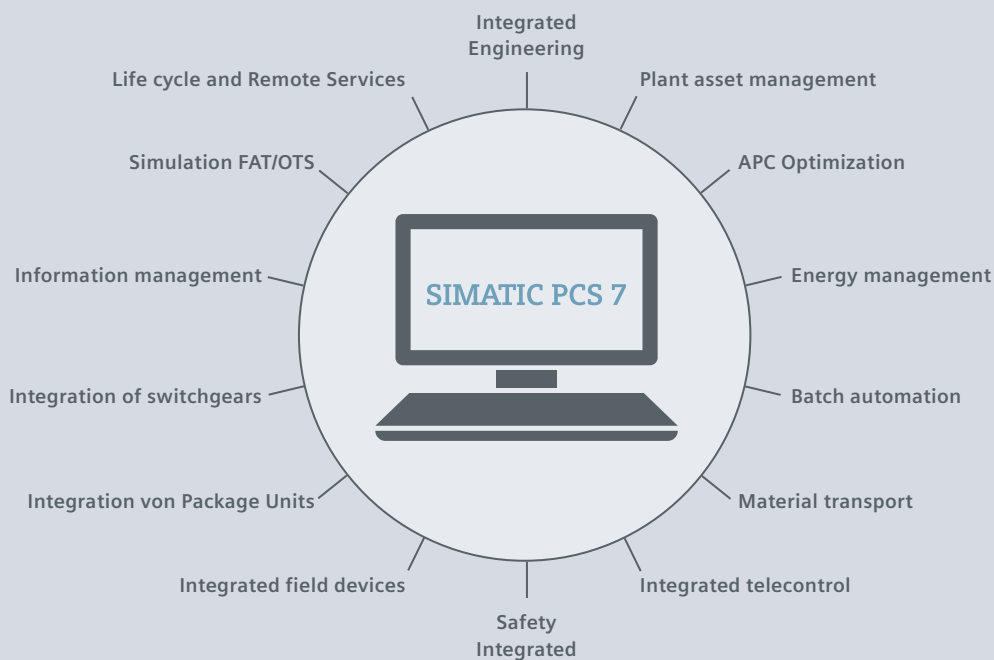 Integrated
Engineering
Life cycle and Remote Services
Plant asset management
Simulation FAT/OTS
APC Optimization
Information management
Energy management
SIMATIC PCS 7
Integration of switchgears
Batch automation
Integration von Package Units
Material transport
Integrated field devices
Integrated telecontrol
Safety
Integrated